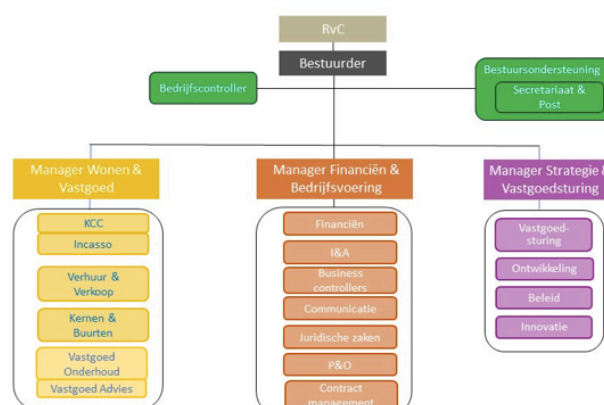 RvC
Bestuurder
Bedrijfscontroller
Bestuursondersteuning
Secretariaat &
Post
Manager Wonen &
Vastgoed
KCC
Incasso
Verhuur &
Verkoop
Kernen &
Buurten
Vastgoed
Onderhoud
Vastgoed Advies
Manager Financiën &
Bedrijfsvoering
Financiën
I&A
Business
controllers
Communicatie
Juridische zaken
P&O
Contract
management
Manager Strategie &
Vastgoedsturing
Vastgoed-
sturing
Ontwikkeling
Beleid
Innovatie